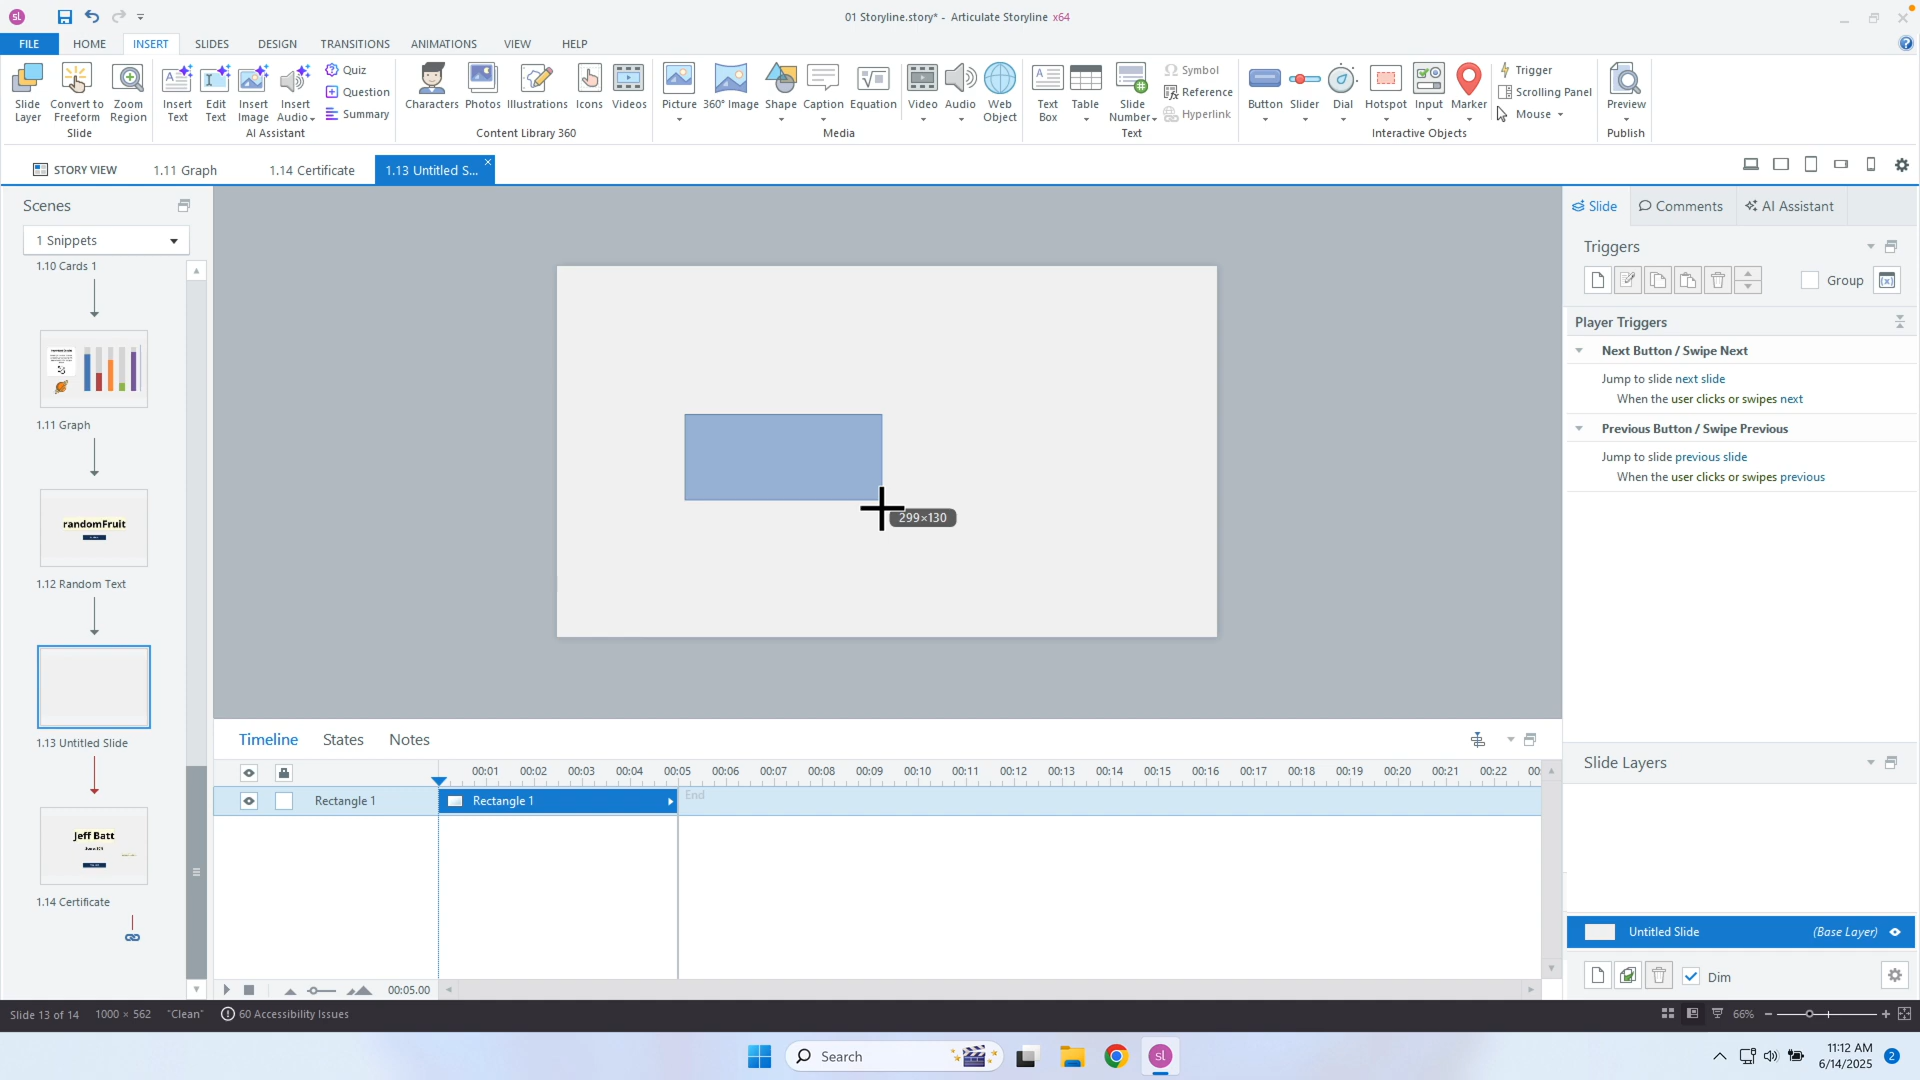 sl
01 Storyline.story* - Articulate Storyline x64
FILE HOME INSERT SLIDES DESIGN TRANSITIONS ANIMATIONS VIEW HELP
Slide Layer
Convert to Freeform
Zoom Region
Slide
Insert Text
Edit Text
Insert Image
Insert Audio
Quiz
Question
Summary
AI Assistant
Characters Photos Illustrations Icons Videos
Content Library 360
Picture 360° Image Shape Caption Equation Video Audio
Web Object
Media
Text Box
Table
Slide Number
Symbol
Reference
Hyperlink
Text
Button Slider Dial Hotspot Input Marker
Trigger
Scrolling Panel
Mouse
Interactive Objects
Preview
Publish
STORY VIEW 1.11 Graph 1.14 Certificate 1.13 Untitled S...
Scenes
1 Snippets
1.10 Cards 1
1.11 Graph
randomFruit
1.12 Random Text
1.13 Untitled Slide
Jeff Batt
1.14 Certificate
299×130
Slide Comments AI Assistant
Triggers
Group
Player Triggers
Next Button / Swipe Next
Jump to slide next slide
When the user clicks or swipes next
Previous Button / Swipe Previous
Jump to slide previous slide
When the user clicks or swipes previous
Timeline States Notes
00:01 00:02 00:03 00:04 00:05 00:06 00:07 00:08 00:09 00:10 00:11 00:12 00:13 00:14 00:15 00:16 00:17 00:18 00:19 00:20 00:21 00:22 00
Rectangle 1 Rectangle 1 End
00:05.00
Slide Layers
Untitled Slide (Base Layer)
Dim
Slide 13 of 14 1000 × 562 "Clean" 60 Accessibility Issues 66%
Search
sl
11:12 AM
6/14/2025
2